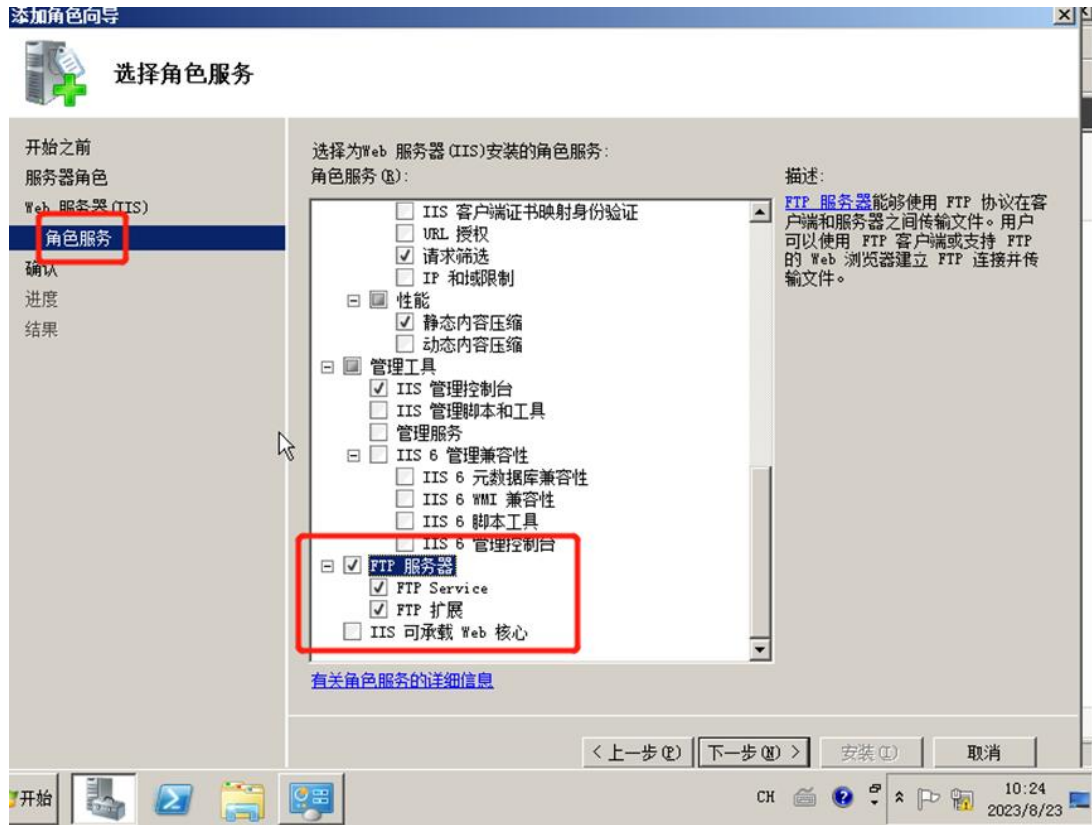 添加角色向导
选择角色服务
开始之前
服务器角色
Web 服务器(IIS)
角色服务
确认
进度
结果
选择为Web 服务器(IIS)安装的角色服务:
角色服务(R):
IIS 客户端证书映射身份验证
URL 授权
请求筛选
IP 和域限制
性能
静态内容压缩
动态内容压缩
管理工具
IIS 管理控制台
IIS 管理脚本和工具
管理服务
IIS 6 管理兼容性
IIS 6 元数据库兼容性
IIS 6 WMI 兼容性
IIS 6 脚本工具
IIS 6 管理控制台
FTP 服务器
FTP Service
FTP 扩展
IIS 可承载 Web 核心
有关角色服务的详细信息
描述:
FTP 服务器能够使用 FTP 协议在客
户端和服务器之间传输文件。用户
可以使用 FTP 客户端或支持 FTP
的 Web 浏览器建立 FTP 连接并传
输文件。
< 上一步(P)
下一步(N) >
安装(I)
取消
开始
CH
10:24
2023/8/23